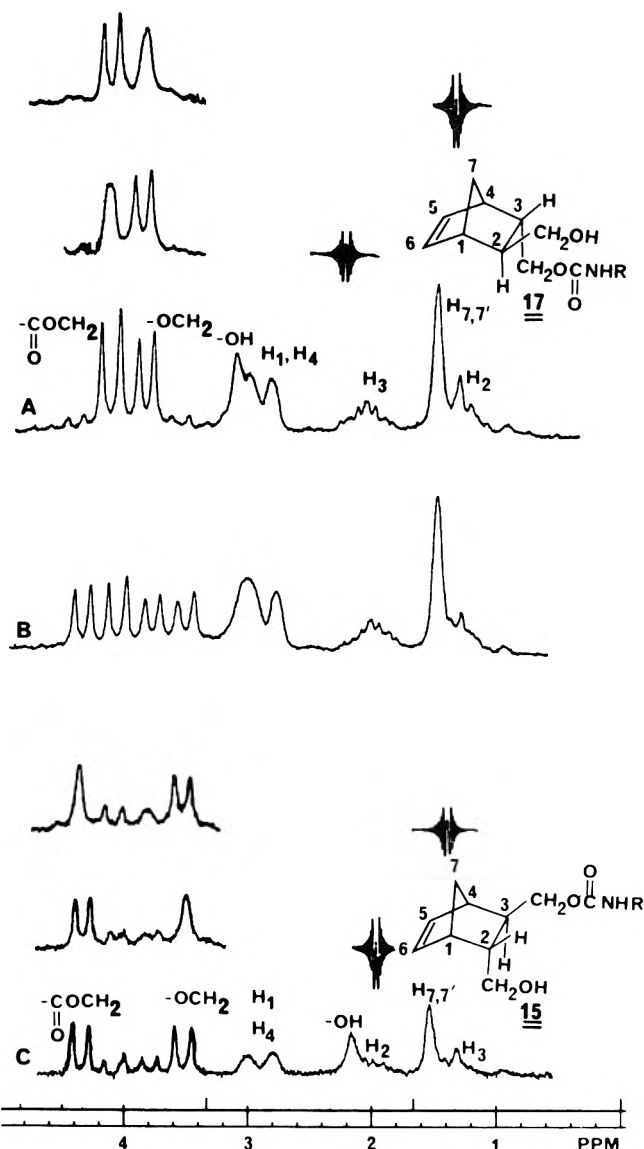 7
4
3
H
5
CH₂OH
6
1
2
CH₂OCNHR
H
O
17
-COCH₂
O
-OCH₂
-OH
H₁, H₄
H₃
H₇,₇′
H₂
A
B
7
O
4
CH₂OCNHR
3
5
H
2
6
1
H
CH₂OH
15
-COCH₂
O
-OCH₂
H₁
H₄
-OH
H₂
H₇,₇′
H₃
C
4 3 2 1 PPM